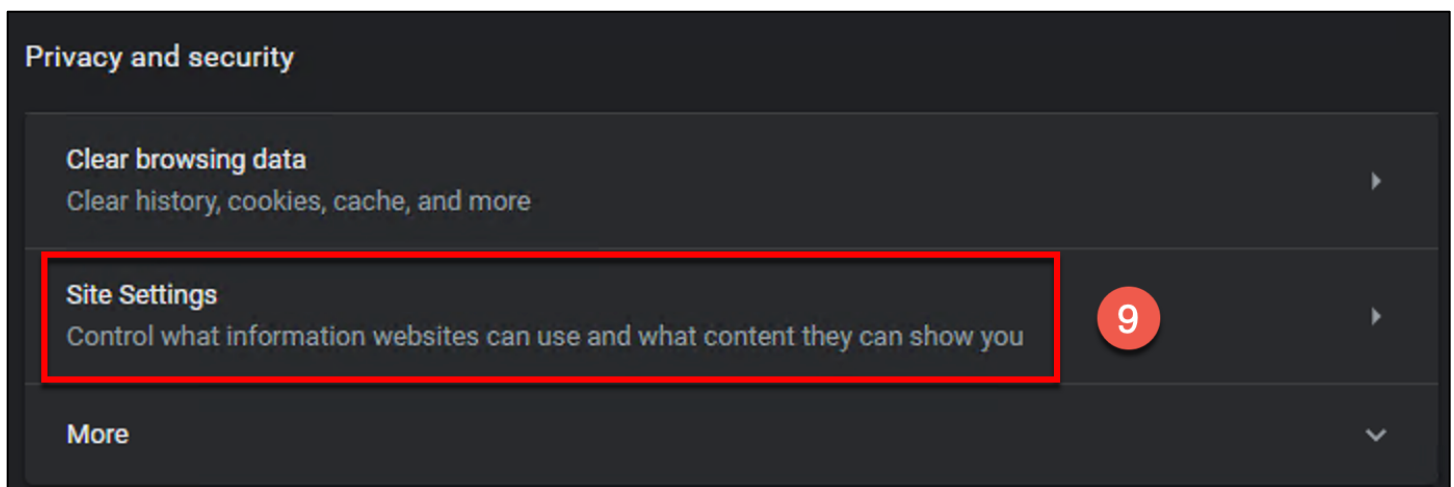 Privacy and security
Clear browsing data
Clear history, cookies, cache, and more
Site Settings
Control what information websites can use and what content they can show you
9
More